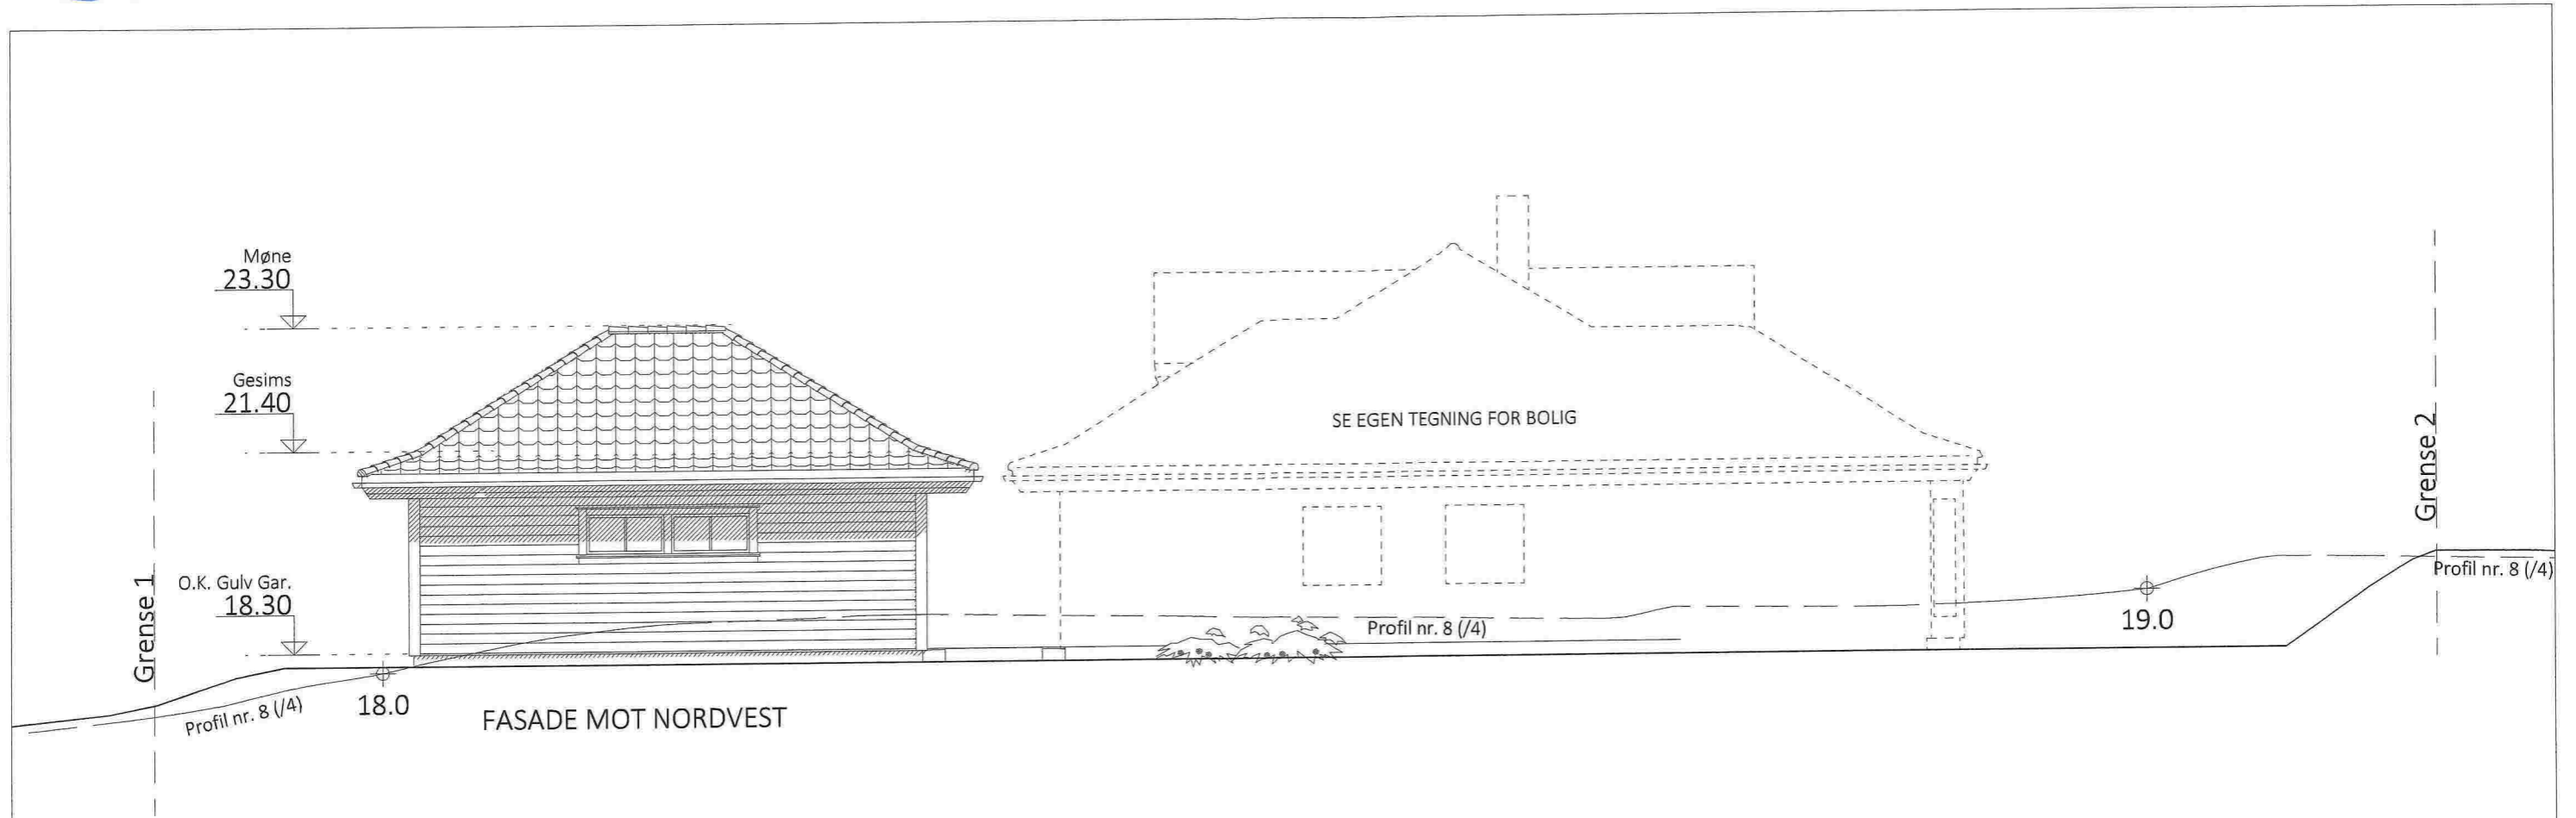 Møne
23.30
Gesims
21.40
O.K. Gulv Gar.
18.30
Grense 1
Profil nr. 8 (/4)
18.0
FASADE MOT NORDVEST
SE EGEN TEGNING FOR BOLIG
Profil nr. 8 (/4)
19.0
Grense 2
Profil nr. 8 (/4)